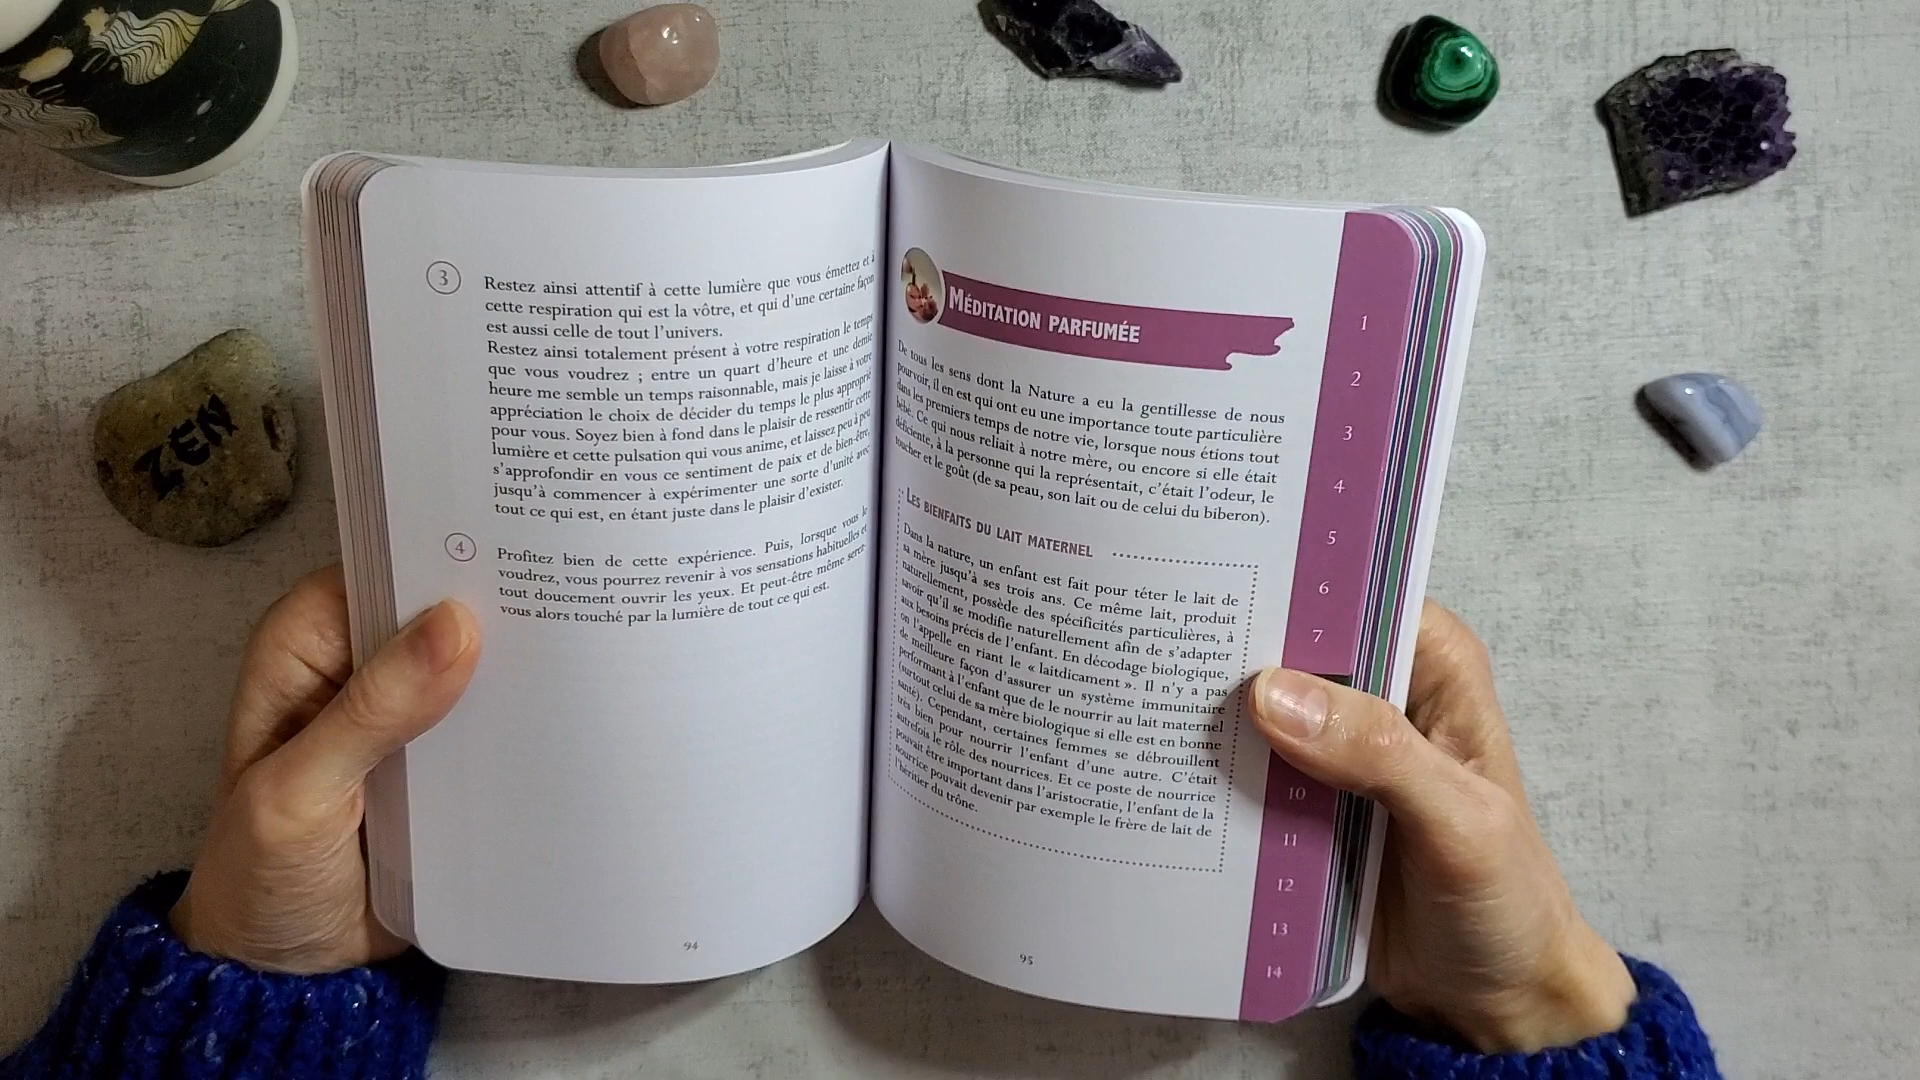 ZEN
3
Restez ainsi attentif à cette lumière que vous émettez et à
cette respiration qui est la vôtre, et qui d'une certaine façon
est aussi celle de tout l'univers.
Restez ainsi totalement présent à votre respiration le temps
que vous voudrez ; entre un quart d'heure et une demie
heure me semble un temps raisonnable, mais je laisse à votre
appréciation le choix de décider du temps le plus approprié
pour vous. Soyez bien à fond dans le plaisir de ressentir cette
lumière et cette pulsation qui vous anime, et laissez peu à peu
s'approfondir en vous ce sentiment de paix et de bien-être,
jusqu'à commencer à expérimenter une sorte d'unité avec
tout ce qui est, en étant juste dans le plaisir d'exister.
4
Profitez bien de cette expérience. Puis, lorsque vous le
voudrez, vous pourrez revenir à vos sensations habituelles et
tout doucement ouvrir les yeux. Et peut-être même serez-
vous alors touché par la lumière de tout ce qui est.
94
MÉDITATION PARFUMÉE
De tous les sens dont la Nature a eu la gentillesse de nous
pourvoir, il en est qui ont eu une importance toute particulière
dans les premiers temps de notre vie, lorsque nous étions tout
bébé. Ce qui nous reliait à notre mère, ou encore si elle était
déficiente, à la personne qui la représentait, c'était l'odeur, le
toucher et le goût (de sa peau, son lait ou de celui du biberon).
LES BIENFAITS DU LAIT MATERNEL
Dans la nature, un enfant est fait pour téter le lait de
sa mère jusqu'à ses trois ans. Ce même lait, produit
naturellement, possède des spécificités particulières, à
savoir qu'il se modifie naturellement afin de s'adapter
aux besoins précis de l'enfant. En décodage biologique,
on l'appelle en riant le « laitdicament ». Il n'y a pas
de meilleure façon d'assurer un système immunitaire
performant à l'enfant que de le nourrir au lait maternel
(surtout celui de sa mère biologique si elle est en bonne
santé). Cependant, certaines femmes se débrouillent
très bien pour nourrir l'enfant d'une autre. C'était
autrefois le rôle des nourrices. Et ce poste de nourrice
pouvait être important dans l'aristocratie, l'enfant de la
nourrice pouvait devenir par exemple le frère de lait de
l'héritier du trône.
95
1
2
3
4
5
6
7
10
11
12
13
14